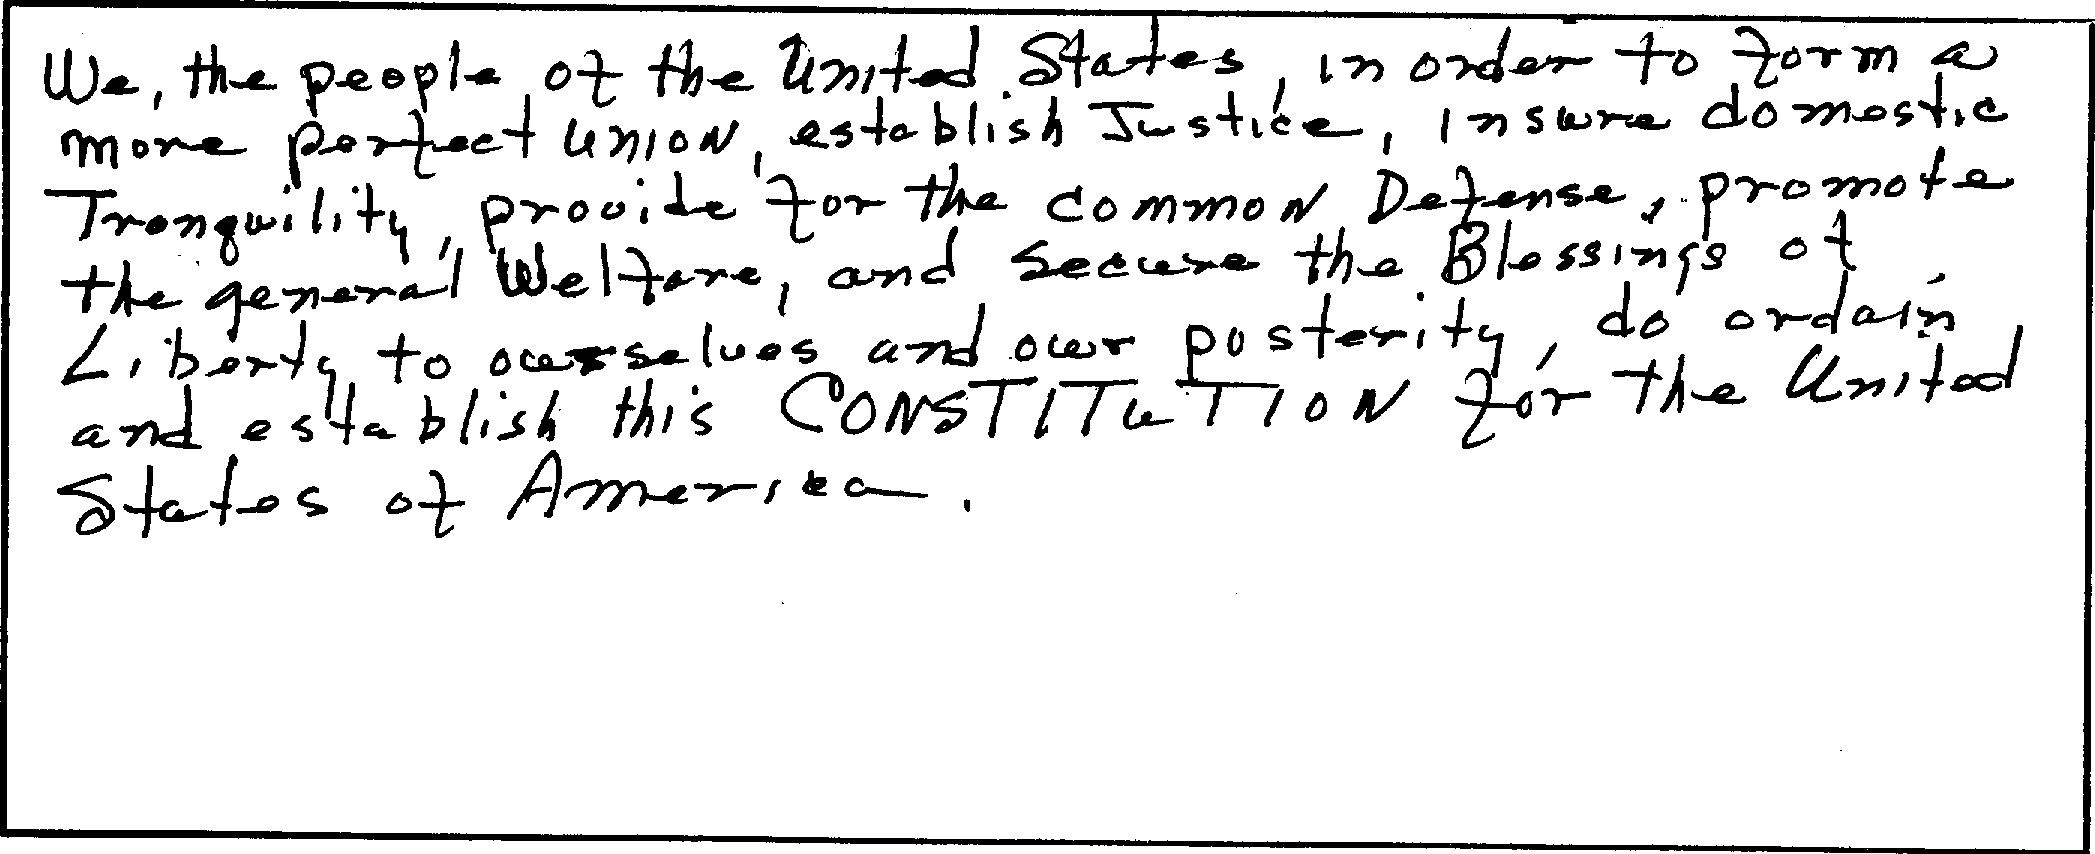 We, the people of the United States, in order to form a
more perfect union, establish Justice, insure domestic
Tranquility, provide for the common Defense, promote
the general Welfare, and secure the Blessings of
Liberty to ourselves and our posterity, do ordain
and establish this CONSTITUTION for the United
States of America.